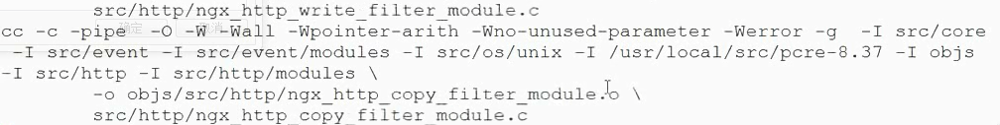 src/http/ngx_http_write_filter_module.c
cc -c -pipe -O -W -Wall -Wpointer-arith -Wno-unused-parameter -Werror -g -I src/core
-I src/event -I src/event/modules -I src/os/unix -I /usr/local/src/pcre-8.37 -I objs
-I src/http -I src/http/modules \
-o objs/src/http/ngx_http_copy_filter_module.o \
src/http/ngx_http_copy_filter_module.c